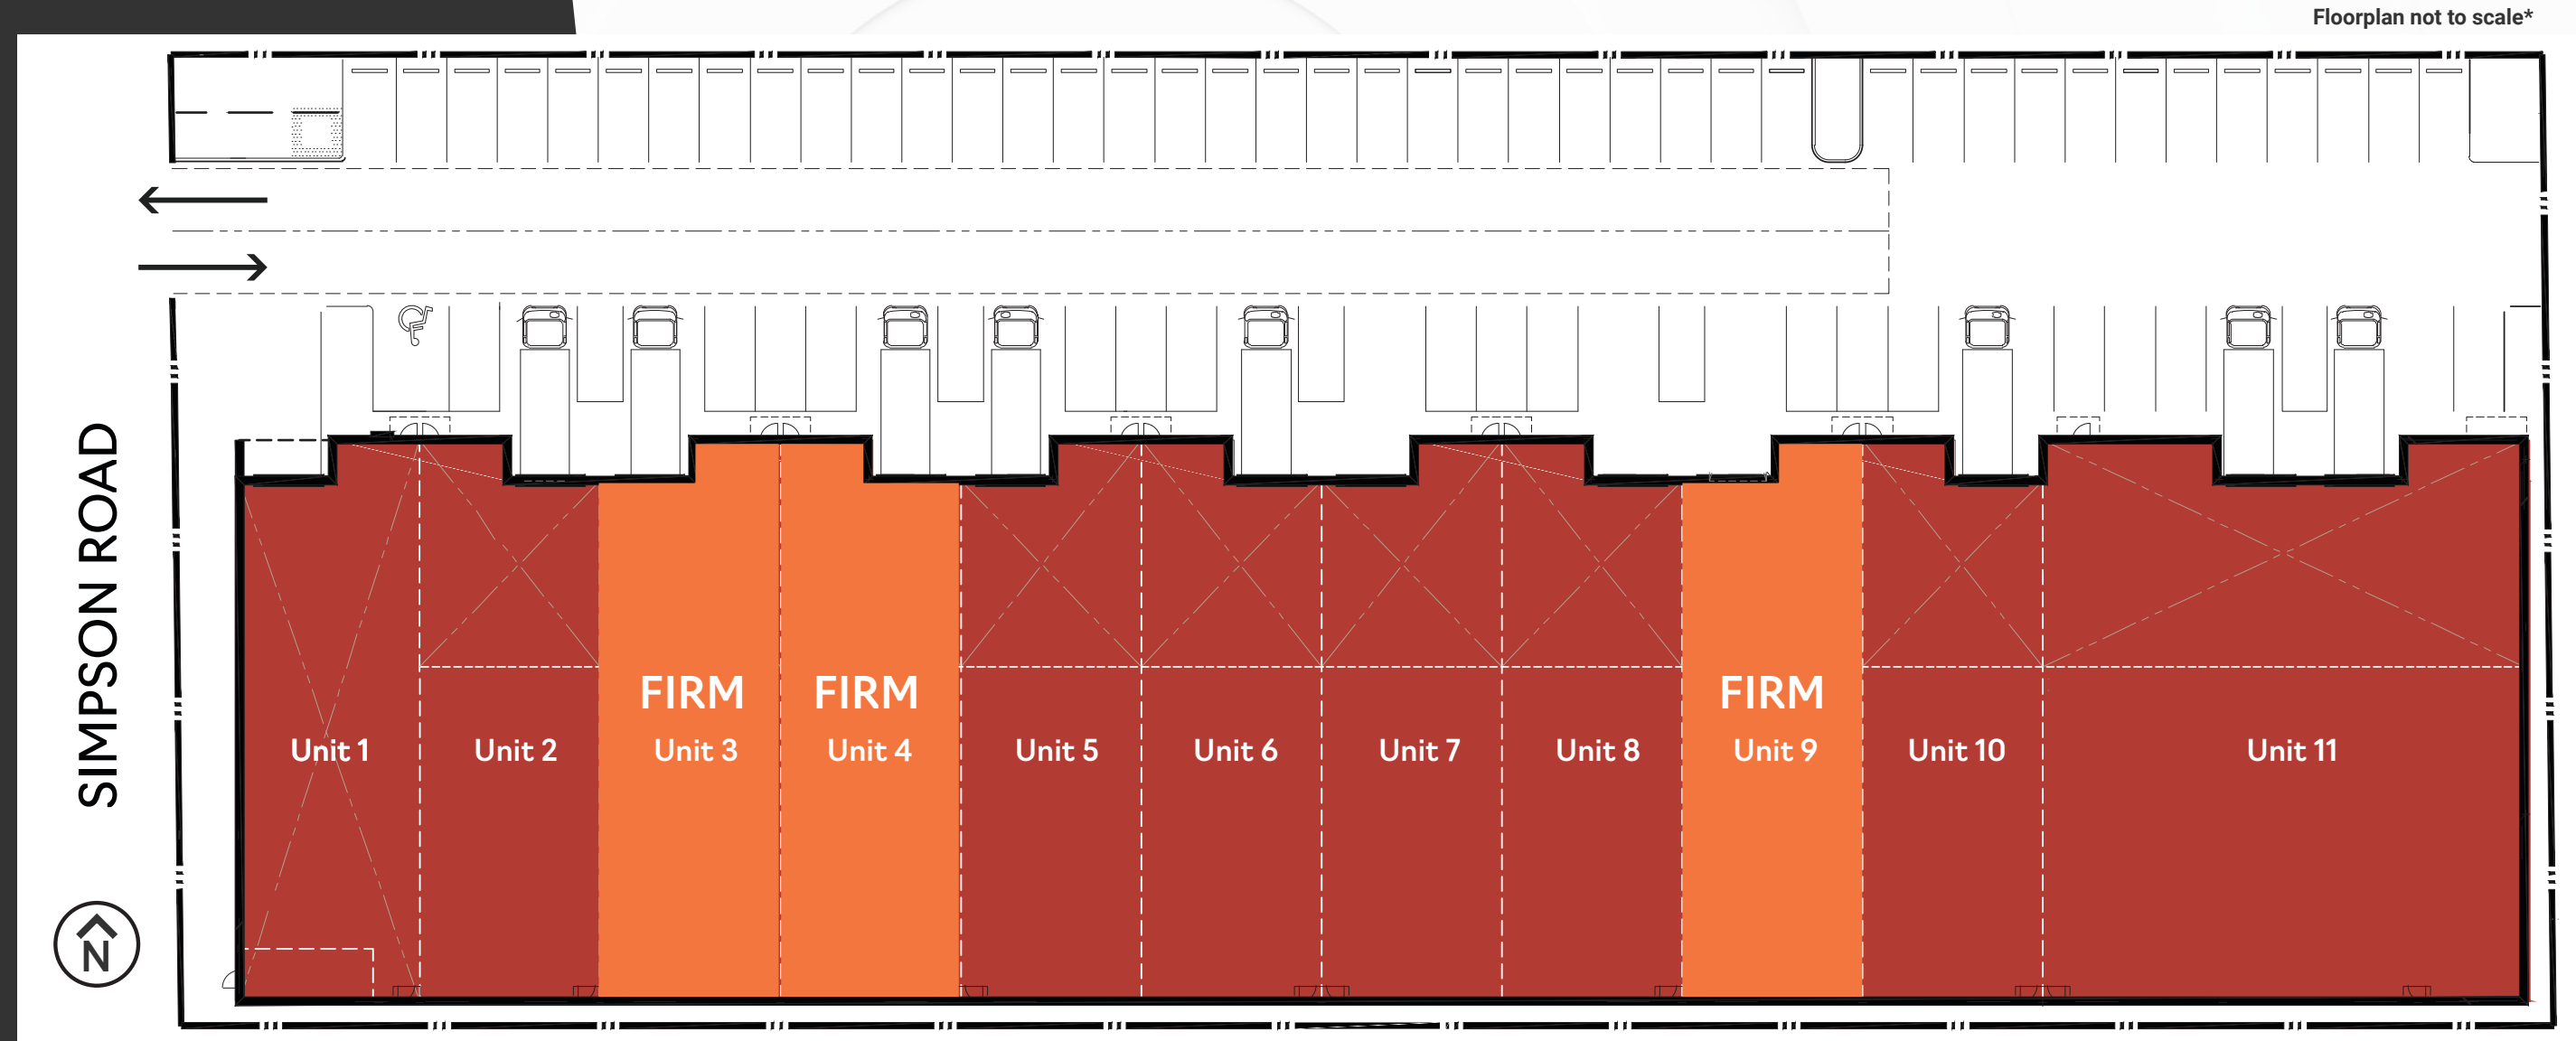 Floorplan not to scale*
SIMPSON ROAD
FIRM
FIRM
FIRM
Unit 1
Unit 2
Unit 3
Unit 4
Unit 5
Unit 6
Unit 7
Unit 8
Unit 9
Unit 10
Unit 11
N